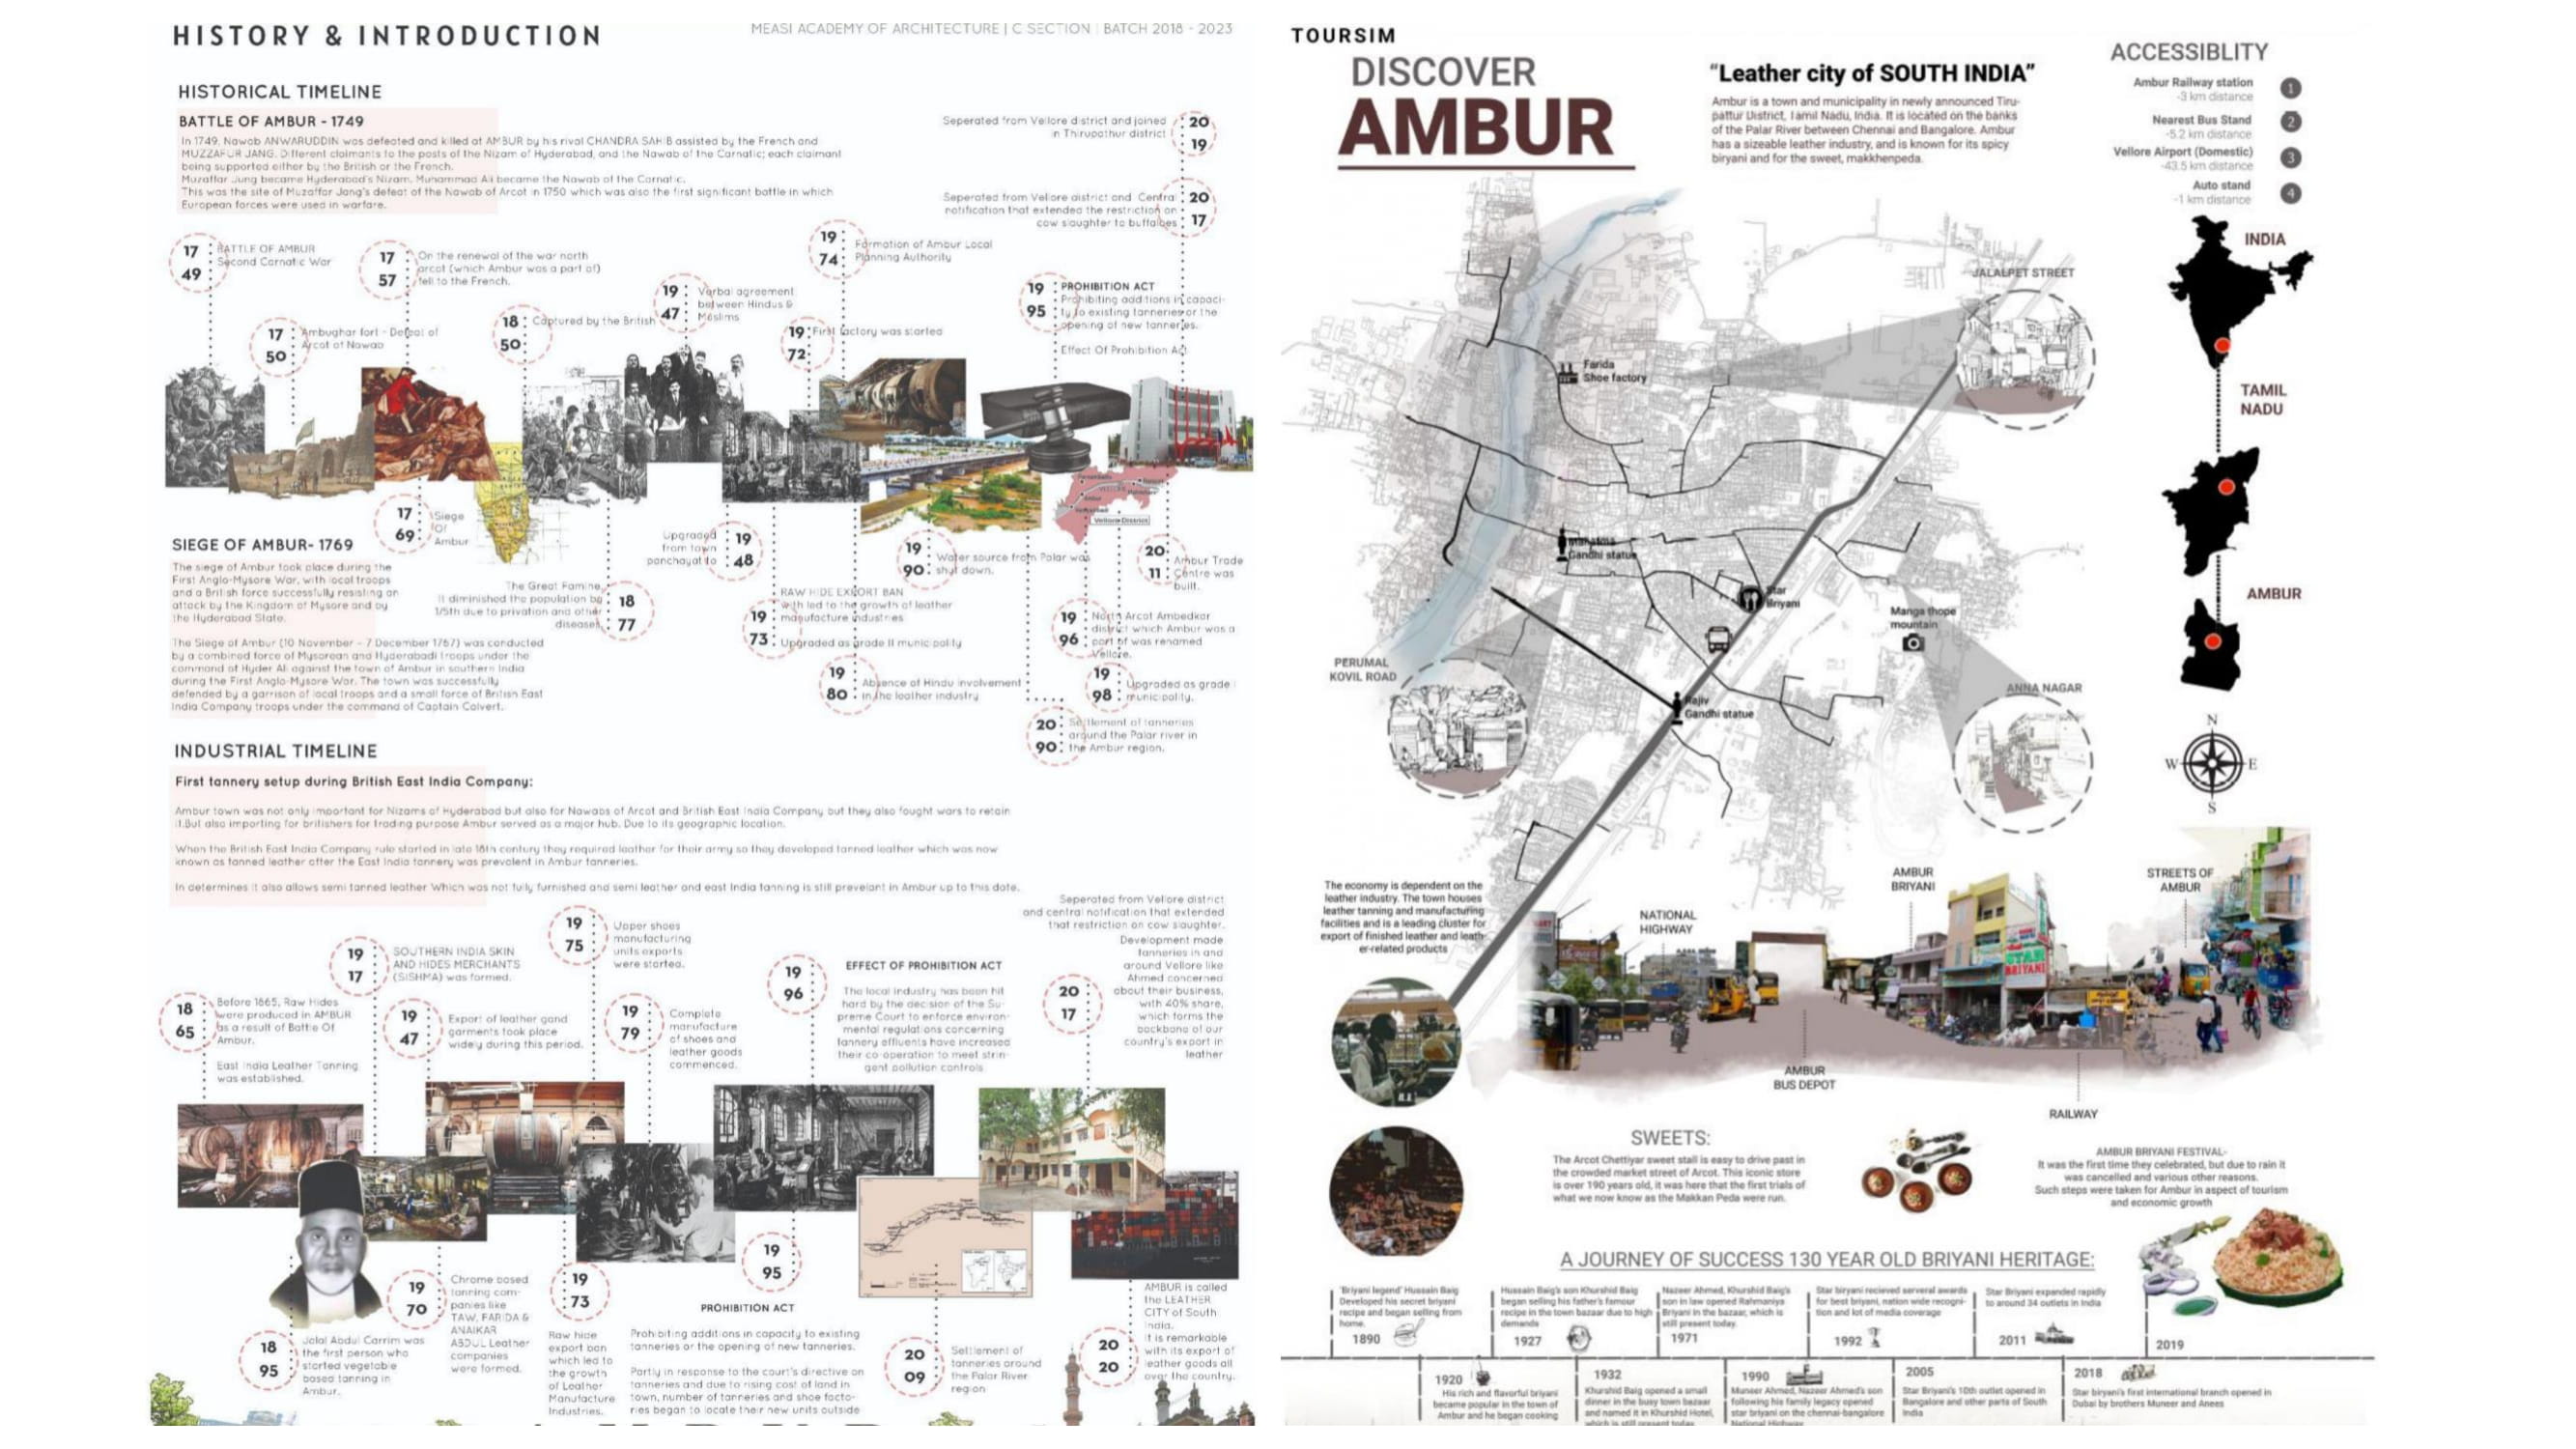 HISTORY & INTRODUCTION
MEASI ACADEMY OF ARCHITECTURE | C SECTION | BATCH 2018 - 2023
HISTORICAL TIMELINE
BATTLE OF AMBUR - 1749
In 1749, Nawab ANWARUDDIN was defeated and killed at AMBUR by his rival CHANDRA SAHIB assisted by the French and
MUZZAFUR JANG. Different claimants to the posts of the Nizam of Hyderabad, and the Nawab of the Carnatic; each claimant
being supported either by the British or the French.
Muzaffar Jung became Hyderabad's Nizam. Muhammad Ali became the Nawab of the Carnatic.
This was the site of Muzaffar Jang's defeat of the Nawab of Arcot in 1750 which was also the first significant battle in which
European forces were used in warfare.
Seperated from Vellore district and joined
in Thirupathur district
20
19
Seperated from Vellore district and Central
notification that extended the restriction on
cow slaughter to buffaloes
20
17
17
49
BATTLE OF AMBUR
Second Carnatic War
17
57
On the renewal of the war north
arcot (which Ambur was a part of)
fell to the French.
19
74
Formation of Ambur Local
Planning Authority
17
50
Ambughar fort - Defeat of
Arcot of Nawab
18
50
Captured by the British
19
47
Verbal agreement
between Hindus &
Muslims
19
72
First factory was started
19
95
PROHIBITION ACT
Prohibiting additions in capaci-
ty to existing tanneries or the
opening of new tanneries.
Effect Of Prohibition Act
Vellore District
17
69
Siege
Of
Ambur
SIEGE OF AMBUR- 1769
The siege of Ambur took place during the
First Anglo-Mysore War, with local troops
and a British force successfully resisting an
attack by the Kingdom of Mysore and by
the Hyderabad State.
The Siege of Ambur (10 November - 7 December 1767) was conducted
by a combined force of Mysorean and Hyderabadi troops under the
command of Hyder Ali against the town of Ambur in southern India
during the First Anglo-Mysore War. The town was successfully
defended by a garrison of local troops and a small force of British East
India Company troops under the command of Captain Calvert.
The Great Famine
It diminished the population by
1/5th due to privation and other
diseases
18
77
Upgraded
from town
panchayat to
19
48
RAW HIDE EXPORT BAN
with led to the growth of leather
manufacture industries
19
73
Upgraded as grade II municipality
19
80
Absence of Hindu involvement
in the leather industry
19
90
Water source from Palar was
shut down.
20
11
Ambur Trade
Centre was
built.
19
96
North Arcot Ambedkar
district which Ambur was a
part of was renamed
Vellore.
19
98
Upgraded as grade I
municipality.
20
90
Settlement of tanneries
around the Palar river in
the Ambur region.
INDUSTRIAL TIMELINE
First tannery setup during British East India Company:
Ambur town was not only important for Nizams of Hyderabad but also for Nawabs of Arcot and British East India Company but they also fought wars to retain
it.But also importing for britishers for trading purpose Ambur served as a major hub. Due to its geographic location.
When the British East India Company rule started in late 18th century they required leather for their army so they developed tanned leather which was now
known as tanned leather after the East India tannery was prevalent in Ambur tanneries.
In determines it also allows semi tanned leather Which was not fully furnished and semi leather and east India tanning is still prevelant in Ambur up to this date.
18
65
Before 1865, Raw Hides
were produced in AMBUR
as a result of Battle Of
Ambur.
East India Leather Tanning
was established.
19
17
SOUTHERN INDIA SKIN
AND HIDES MERCHANTS
(SISHMA) was formed.
19
47
Export of leather gand
garments took place
widely during this period.
19
75
Upper shoes
manufacturing
units exports
were started.
19
79
Complete
manufacture
of shoes and
leather goods
commenced.
19
96
EFFECT OF PROHIBITION ACT
The local industry has been hit
hard by the decision of the Su-
preme Court to enforce environ-
mental regulations concerning
tannery effluents have increased
their co-operation to meet strin-
gent pollution controls
20
17
Seperated from Vellore district
and central notification that extended
that restriction on cow slaughter.
Development made
tanneries in and
around Vellore like
Ahmed concerned
about their business,
with 40% share,
which forms the
backbone of our
country's export in
leather
18
95
Jalal Abdul Carrim was
the first person who
started vegetable
based tanning in
Ambur.
19
70
Chrome based
tanning com-
panies like
TAW, FARIDA &
ANAIKAR
ABDUL Leather
companies
were formed.
19
73
Raw hide
export ban
which led to
the growth
of Leather
Manufacture
Industries.
19
95
PROHIBITION ACT
Prohibiting additions in capacity to existing
tanneries or the opening of new tanneries.
Partly in response to the court's directive on
tanneries and due to rising cost of land in
town, number of tanneries and shoe facto-
ries began to locate their new units outside
20
09
Settlement of
tanneries around
the Palar River
region
20
20
AMBUR is called
the LEATHER
CITY of South
India.
It is remarkable
with its export of
leather goods all
over the country.
TOURSIM
DISCOVER
AMBUR
"Leather city of SOUTH INDIA"
Ambur is a town and municipality in newly announced Tiru-
pattur District, Tamil Nadu, India. It is located on the banks
of the Palar River between Chennai and Bangalore. Ambur
has a sizeable leather industry, and is known for its spicy
biryani and for the sweet, makkhenpeda.
ACCESSIBLITY
Ambur Railway station
-3 km distance
1
Nearest Bus Stand
-5.2 km distance
2
Vellore Airport (Domestic)
-43.5 km distance
3
Auto stand
-1 km distance
4
INDIA
TAMIL
NADU
AMBUR
N
W
E
S
JALALPET STREET
Farida
Shoe factory
Mahatma
Gandhi statue
Star
Briyani
Manga thope
mountain
Rajiv
Gandhi statue
PERUMAL
KOVIL ROAD
ANNA NAGAR
The economy is dependent on the
leather industry. The town houses
leather tanning and manufacturing
facilities and is a leading cluster for
export of finished leather and leath-
er-related products
NATIONAL
HIGHWAY
AMBUR
BRIYANI
STREETS OF
AMBUR
STAR
BRIYANI
AMBUR
BUS DEPOT
RAILWAY
SWEETS:
The Arcot Chettiyar sweet stall is easy to drive past in
the crowded market street of Arcot. This iconic store
is over 190 years old, it was here that the first trials of
what we now know as the Makkan Peda were run.
AMBUR BRIYANI FESTIVAL-
It was the first time they celebrated, but due to rain it
was cancelled and various other reasons.
Such steps were taken for Ambur in aspect of tourism
and economic growth
A JOURNEY OF SUCCESS 130 YEAR OLD BRIYANI HERITAGE:
'Briyani legend' Hussain Baig
Developed his secret briyani
recipe and began selling from
home.
1890
Hussain Baig's son Khurshid Baig
began selling his father's famour
recipe in the town bazaar due to high
demands
1927
Nazeer Ahmed, Khurshid Baig's
son in law opened Rahmaniya
Briyani in the bazaar, which is
still present today.
1971
Star biryani recieved serveral awards
for best briyani, nation wide recogni-
tion and lot of media coverage
1992
Star Briyani expanded rapidly
to around 34 outlets in India
2011
2019
1920
His rich and flavorful briyani
became popular in the town of
Ambur and he began cooking
1932
Khurshid Baig opened a small
dinner in the busy town bazaar
and named it in Khurshid Hotel,
which is still present today.
1990
Muneer Ahmed, Nazeer Ahmed's son
following his family legacy opened
star briyani on the chennai-bangalore
National Highway
2005
Star Briyani's 10th outlet opened in
Bangalore and other parts of South
India
2018
Star biryani's first international branch opened in
Dubai by brothers Muneer and Anees